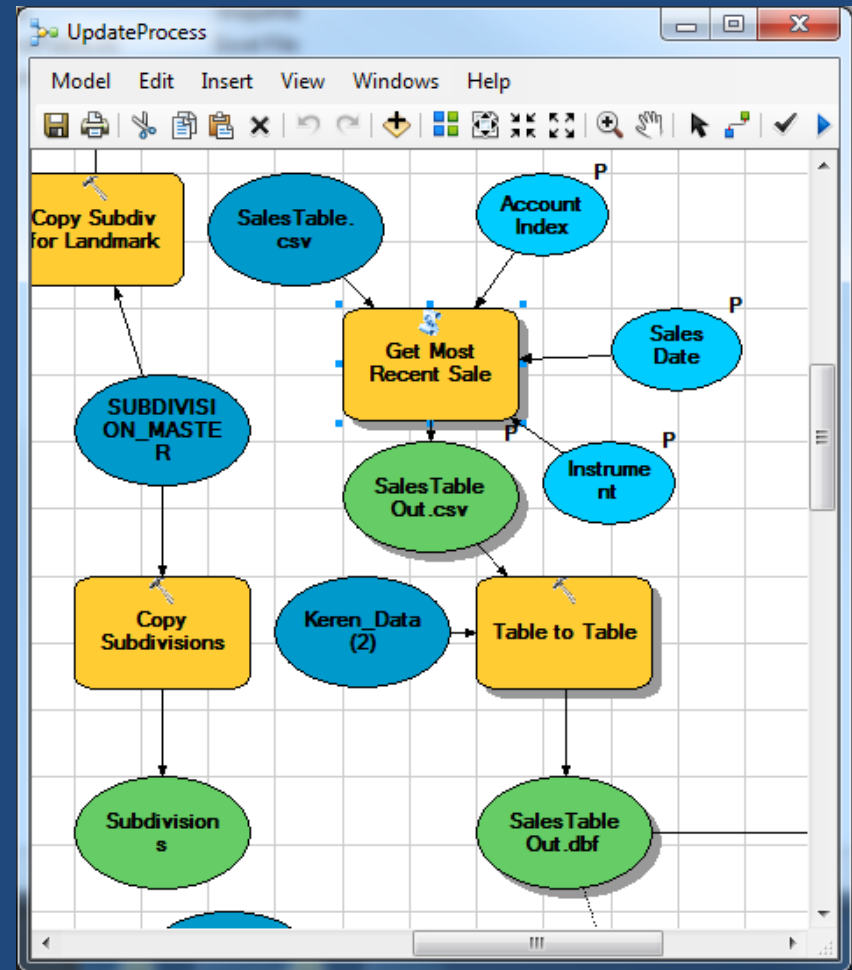 UpdateProcess
Model Edit Insert View Windows Help
P
Copy Subdiv
for Landmark
SalesTable.
csv
Account
Index
P
Sales
Date
Get Most
Recent Sale
SUBDIVISI
ON_MASTE
R
P
P
Instrume
nt
SalesTable
Out.csv
Copy
Subdivisions
Keren_Data
(2)
Table to Table
Subdivision
s
SalesTable
Out.dbf